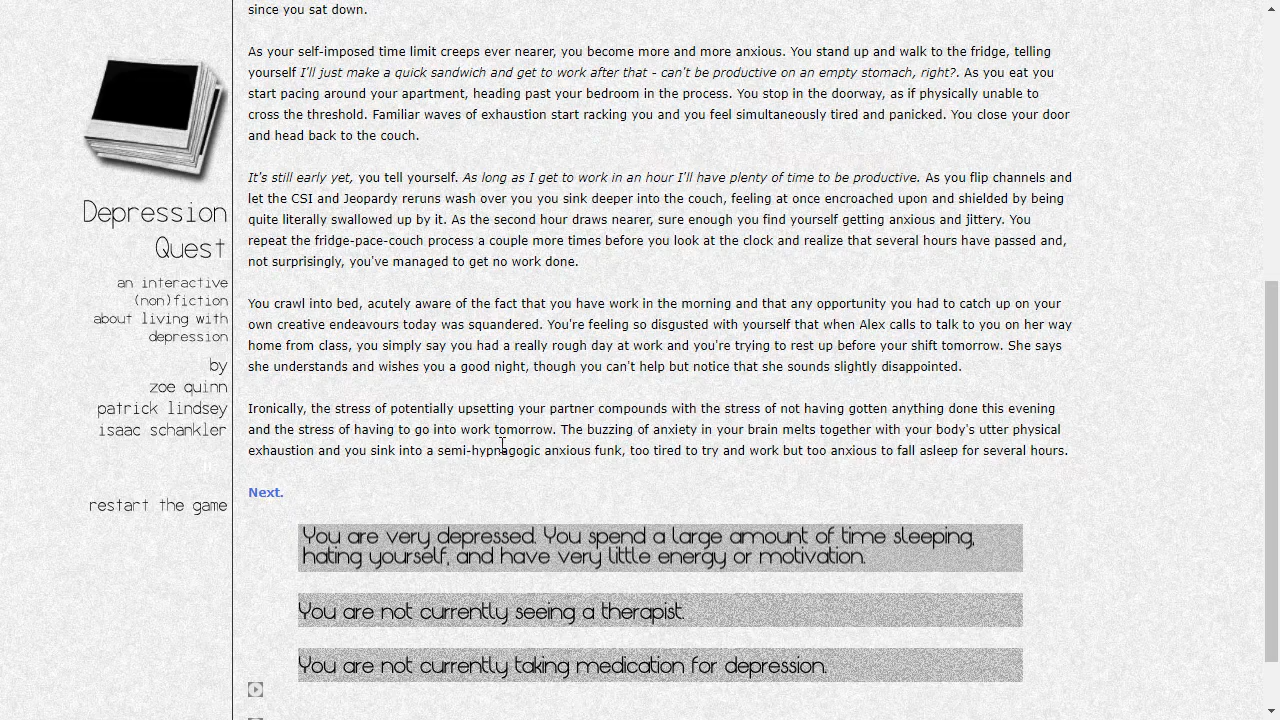 since you sat down.
As your self-imposed time limit creeps ever nearer, you become more and more anxious. You stand up and walk to the fridge, telling
yourself I'll just make a quick sandwich and get to work after that - can't be productive on an empty stomach, right?. As you eat you
start pacing around your apartment, heading past your bedroom in the process. You stop in the doorway, as if physically unable to
cross the threshold. Familiar waves of exhaustion start racking you and you feel simultaneously tired and panicked. You close your door
and head back to the couch.
It's still early yet, you tell yourself. As long as I get to work in an hour I'll have plenty of time to be productive. As you flip channels and
let the CSI and Jeopardy reruns wash over you you sink deeper into the couch, feeling at once encroached upon and shielded by being
quite literally swallowed up by it. As the second hour draws nearer, sure enough you find yourself getting anxious and jittery. You
repeat the fridge-pace-couch process a couple more times before you look at the clock and realize that several hours have passed and,
not surprisingly, you've managed to get no work done.
You crawl into bed, acutely aware of the fact that you have work in the morning and that any opportunity you had to catch up on your
own creative endeavours today was squandered. You're feeling so disgusted with yourself that when Alex calls to talk to you on her way
home from class, you simply say you had a really rough day at work and you're trying to rest up before your shift tomorrow. She says
she understands and wishes you a good night, though you can't help but notice that she sounds slightly disappointed.
Ironically, the stress of potentially upsetting your partner compounds with the stress of not having gotten anything done this evening
and the stress of having to go into work tomorrow. The buzzing of anxiety in your brain melts together with your body's utter physical
exhaustion and you sink into a semi-hypnagogic anxious funk, too tired to try and work but too anxious to fall asleep for several hours.
Next.
You are very depressed. You spend a large amount of time sleeping,
hating yourself, and have very little energy or motivation.
You are not currently seeing a therapist.
You are not currently taking medication for depression.
Depression
Quest
an interactive
(non)fiction
about living with
depression
by
zoe quinn
patrick lindsey
isaac schankler
restart the game